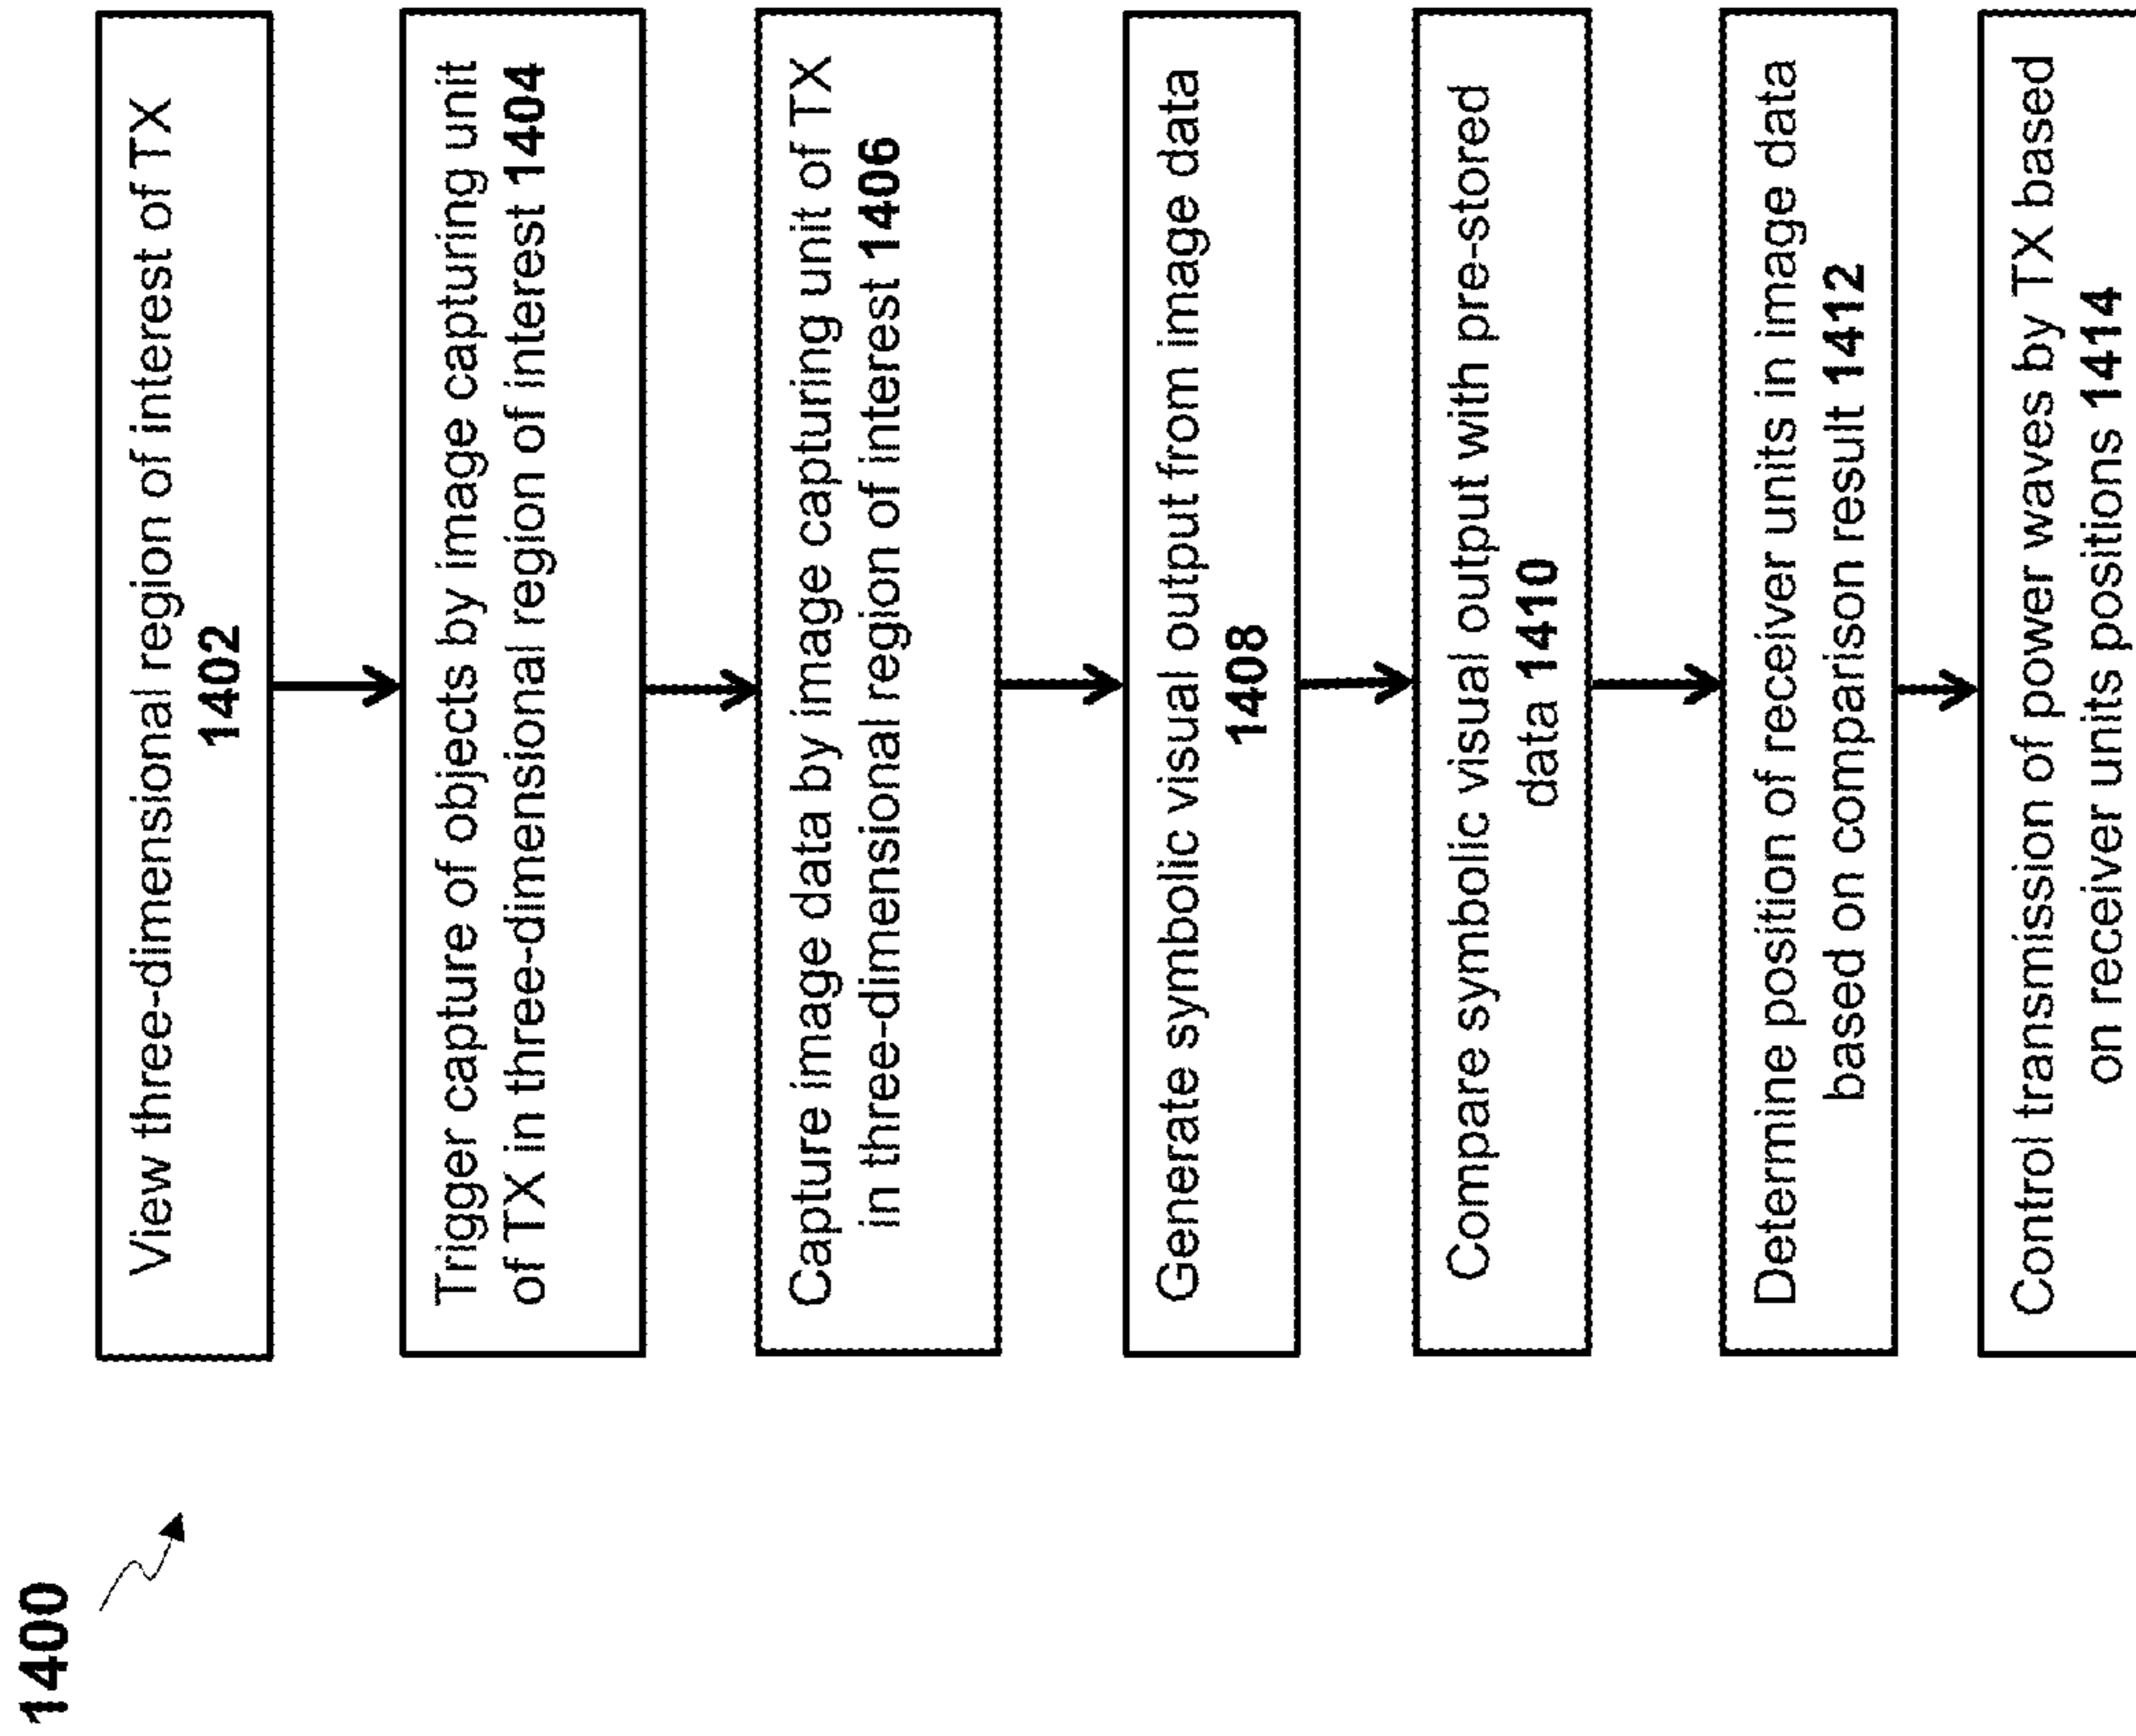 1400
View three-dimensional region of interest of TX
1402
Trigger capture of objects by image capturing unit
of TX in three-dimensional region of interest 1404
Capture image data by image capturing unit of TX
in three-dimensional region of interest 1406
Generate symbolic visual output from image data
1408
Compare symbolic visual output with pre-stored
data 1410
Determine position of receiver units in image data
based on comparison result 1412
Control transmission of power waves by TX based
on receiver units positions 1414